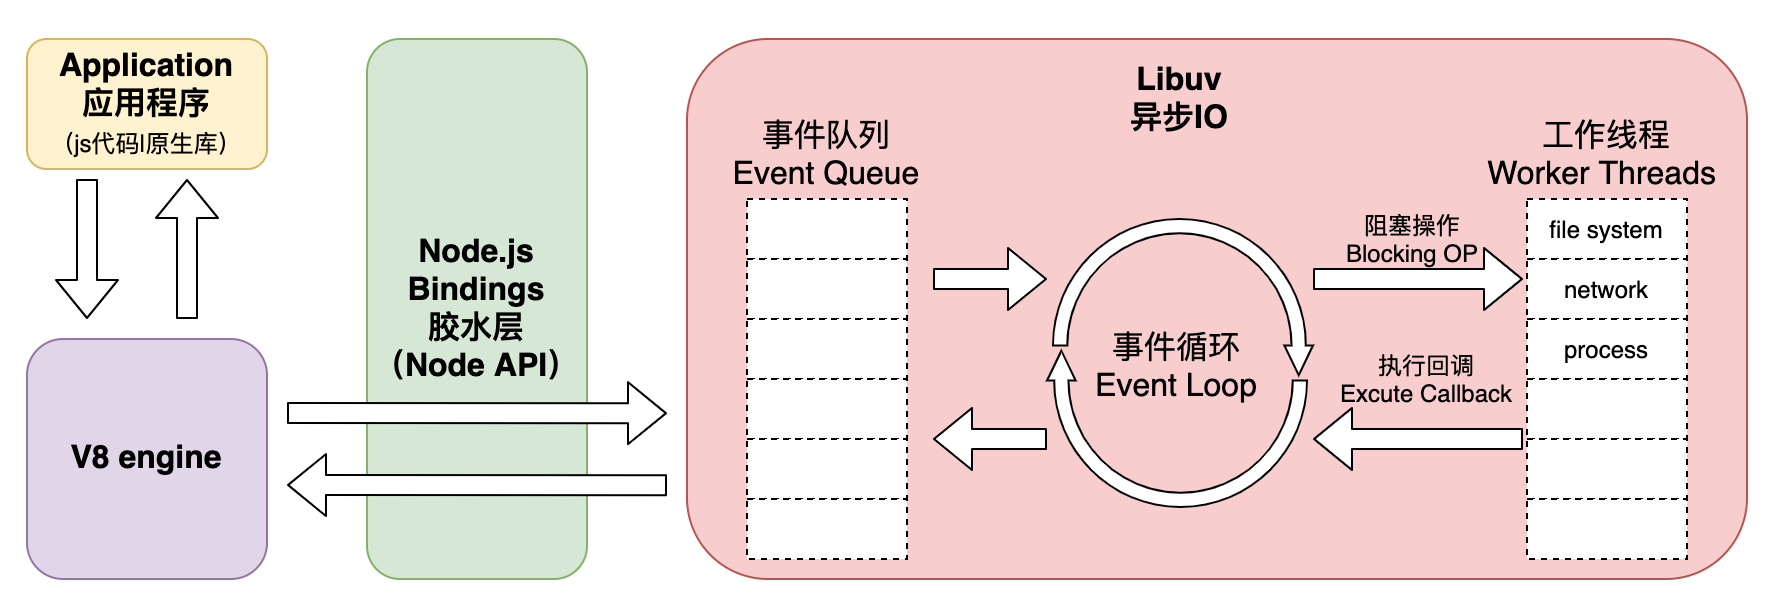 Application
应用程序
（js代码|原生库）
V8 engine
Node.js
Bindings
胶水层
（Node API）
Libuv
异步IO
事件队列
Event Queue
事件循环
Event Loop
阻塞操作
Blocking OP
执行回调
Excute Callback
工作线程
Worker Threads
file system
network
process